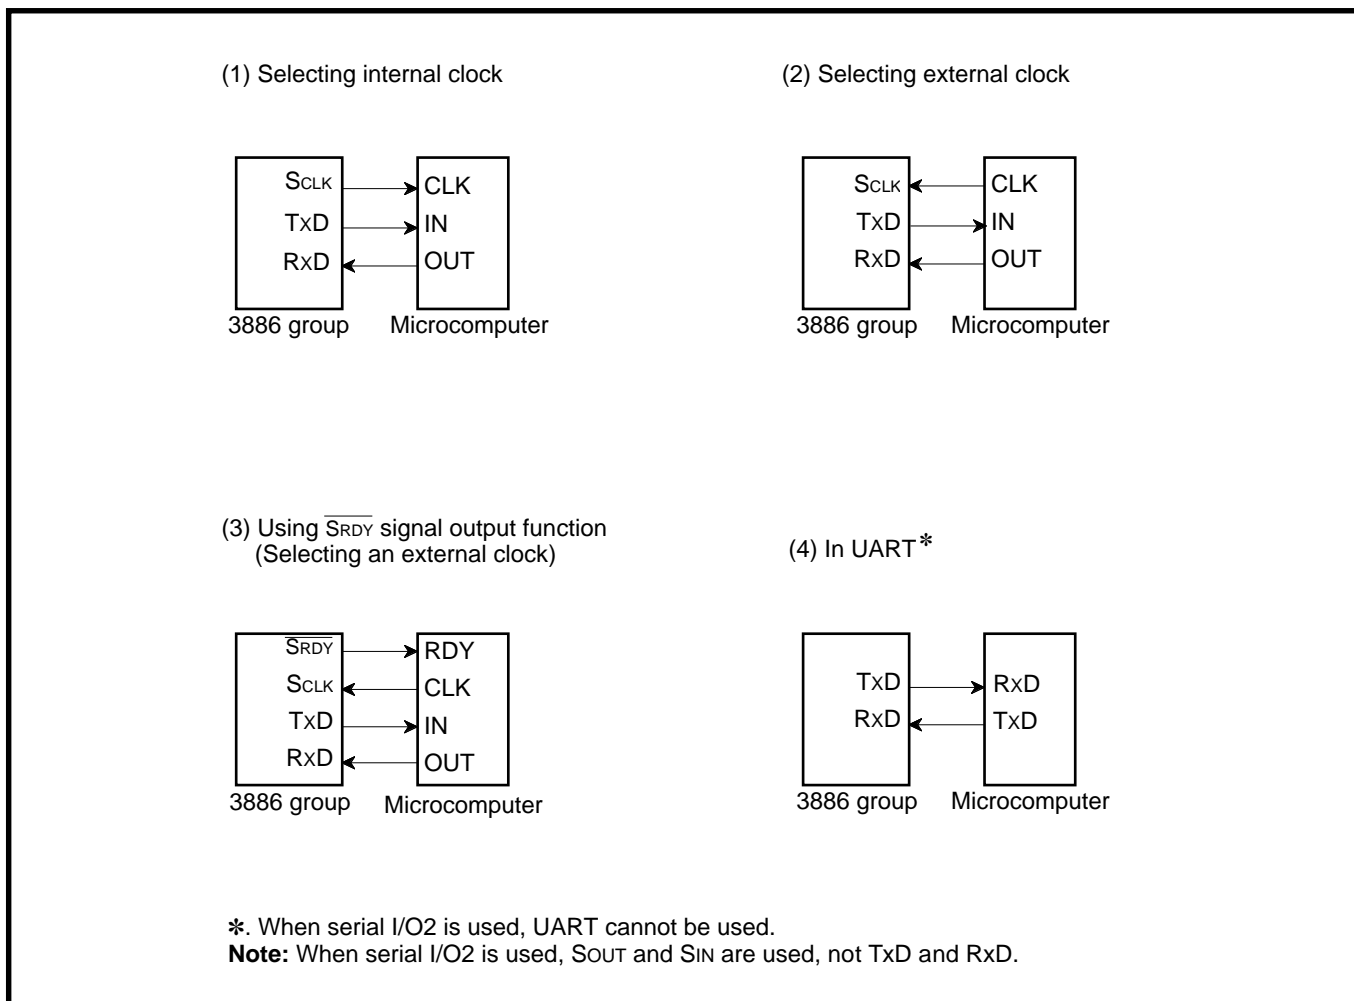 (1) Selecting internal clock
SCLK
TxD
RxD
CLK
IN
OUT
3886 group
Microcomputer
(2) Selecting external clock
SCLK
TxD
RxD
CLK
IN
OUT
3886 group
Microcomputer
(3) Using S̅R̅D̅Y̅ signal output function
(Selecting an external clock)
S̅R̅D̅Y̅
SCLK
TxD
RxD
RDY
CLK
IN
OUT
3886 group
Microcomputer
(4) In UART✻
TxD
RxD
RxD
TxD
3886 group
Microcomputer
✻. When serial I/O2 is used, UART cannot be used.
Note: When serial I/O2 is used, SOUT and SIN are used, not TxD and RxD.